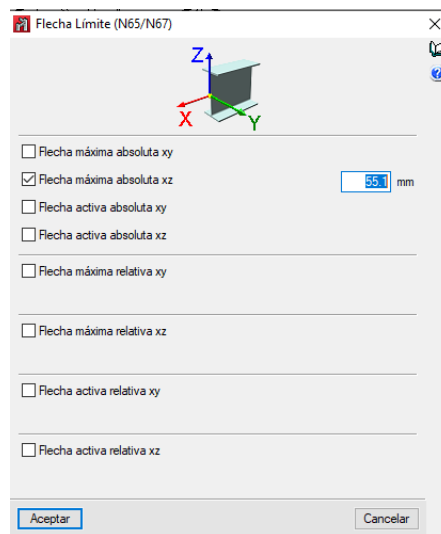 Flecha Límite (N65/N67)
Z
X
Y
Flecha máxima absoluta xy
Flecha máxima absoluta xz
55.1 mm
Flecha activa absoluta xy
Flecha activa absoluta xz
Flecha máxima relativa xy
Flecha máxima relativa xz
Flecha activa relativa xy
Flecha activa relativa xz
Aceptar
Cancelar